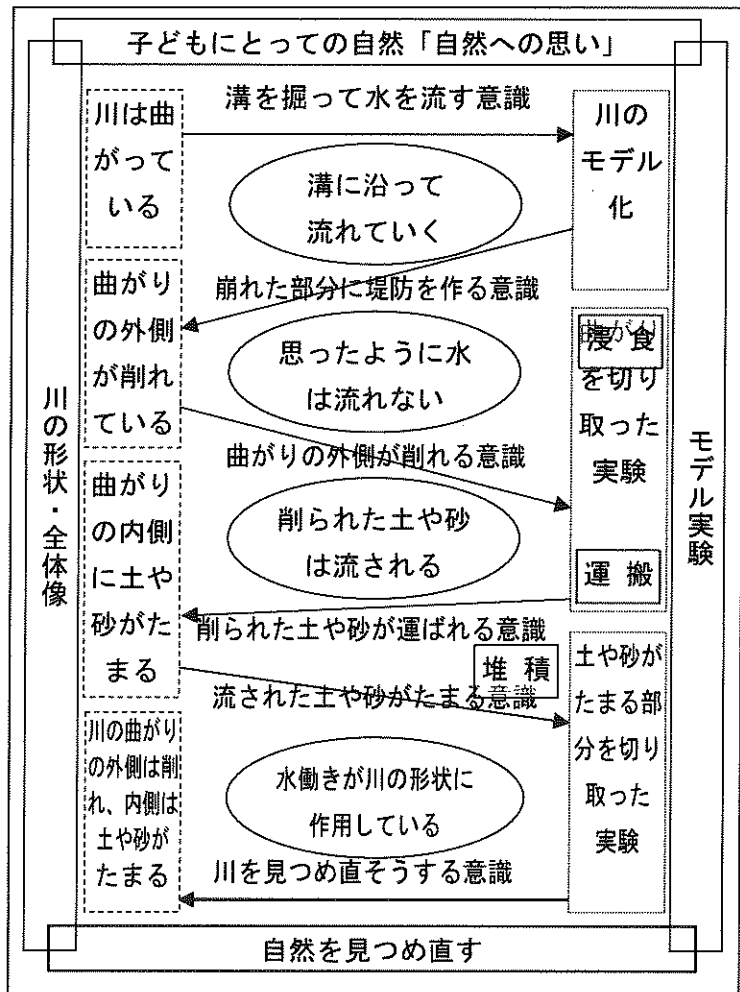 子どもにとっての自然「自然への思い」
川の形状・全体像
モデル実験
川は曲
がって
いる
溝を掘って水を流す意識
川の
モデル
化
溝に沿って
流れていく
崩れた部分に堤防を作る意識
曲がり
の外側
が削れ
ている
思ったように水
は流れない
浸食
曲がり
を切り
取った
実験
曲がりの外側が削れる意識
削られた土や砂
は流される
運搬
曲がり
の内側
に土や
砂がた
まる
削られた土や砂が運ばれる意識
堆積
流された土や砂がたまる意識
土や砂が
たまる部
分を切り
取った
実験
川の曲がり
の外側は削
れ、内側は
土や砂が
たまる
水働きが川の形状に
作用している
川を見つめ直そうする意識
自然を見つめ直す